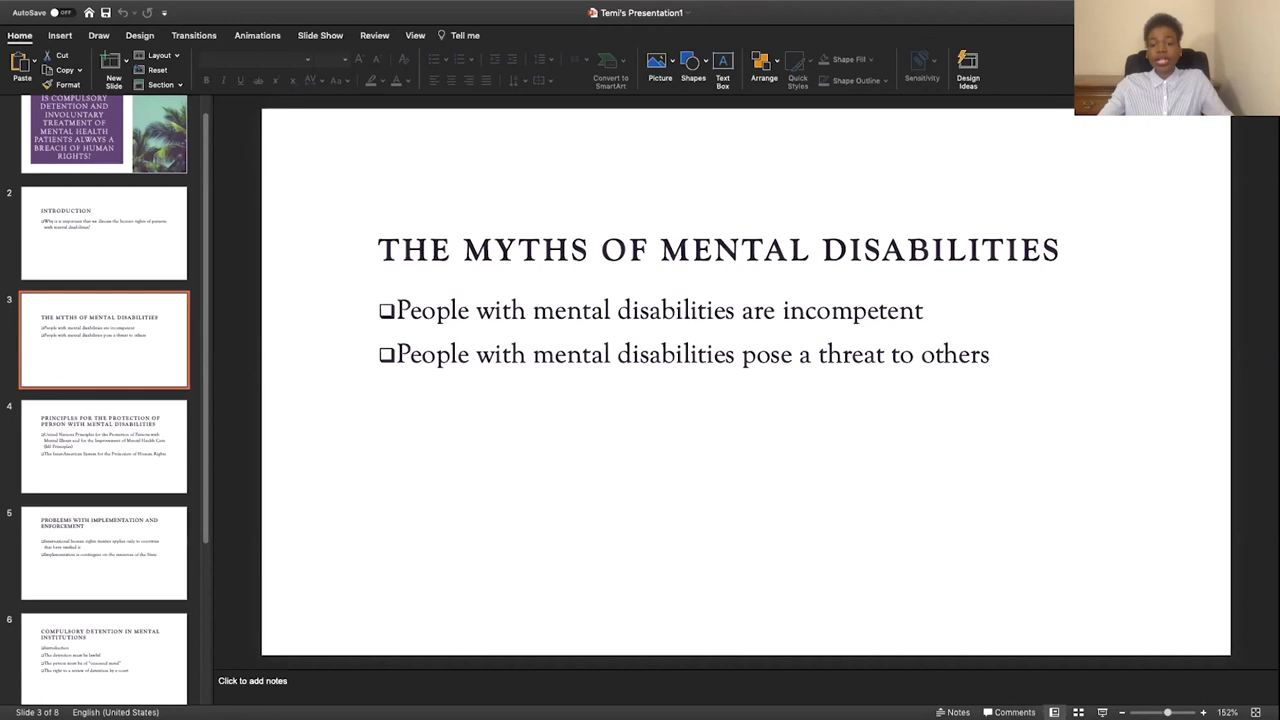 AutoSave OFF
Temi's Presentation1
Home Insert Draw Design Transitions Animations Slide Show Review View Tell me
Paste
Cut
Copy
Format
New Slide
Layout
Reset
Section
Convert to SmartArt
Picture
Shapes
Text Box
Arrange
Quick Styles
Shape Fill
Shape Outline
Sensitivity
Design Ideas
IS COMPULSORY
DETENTION AND
INVOLUNTARY
TREATMENT OF
MENTAL HEALTH
PATIENTS ALWAYS A
BREACH OF HUMAN
RIGHTS?
2
INTRODUCTION
❑Why is it important that we discuss the human rights of persons
with mental disabilities?
3
THE MYTHS OF MENTAL DISABILITIES
❑People with mental disabilities are incompetent
❑People with mental disabilities pose a threat to others
4
PRINCIPLES FOR THE PROTECTION OF
PERSON WITH MENTAL DISABILITIES
❑United Nations Principles for the Protection of Persons with
Mental Illness and for the Improvement of Mental Health Care
(MI Principles)
❑The Inter-American System for the Protection of Human Rights
5
PROBLEMS WITH IMPLEMENTATION AND
ENFORCEMENT
❑International human rights treaties applies only to countries
that have ratified it
❑Implementation is contingent on the resources of the State
6
COMPULSORY DETENTION IN MENTAL
INSTITUTIONS
❑Introduction
❑The detention must be lawful
❑The person must be of "unsound mind"
❑The right to a review of detention by a court
THE MYTHS OF MENTAL DISABILITIES
❑People with mental disabilities are incompetent
❑People with mental disabilities pose a threat to others
Click to add notes
Slide 3 of 8 English (United States) Notes Comments 152%